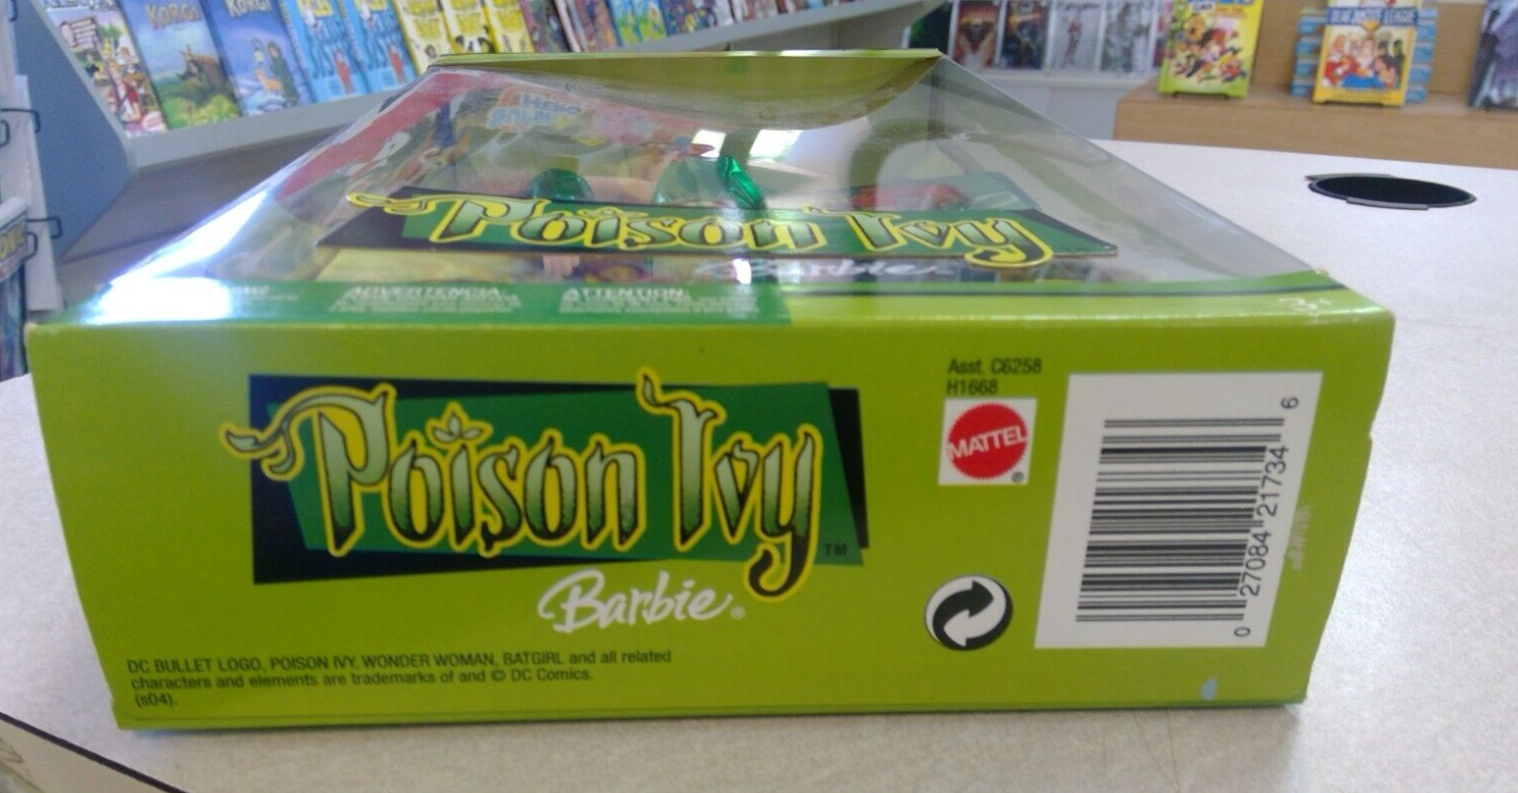 KORGI
KORGI
Poison Ivy
Barbie
ADVERTENCIA:
ATTENTION:
3+
Poison Ivy TM
Barbie®
Asst. C6258
H1668
MATTEL
®
0 27084 21734 6
DC BULLET LOGO, POISON IVY, WONDER WOMAN, BATGIRL and all related
characters and elements are trademarks of and © DC Comics.
(s04).